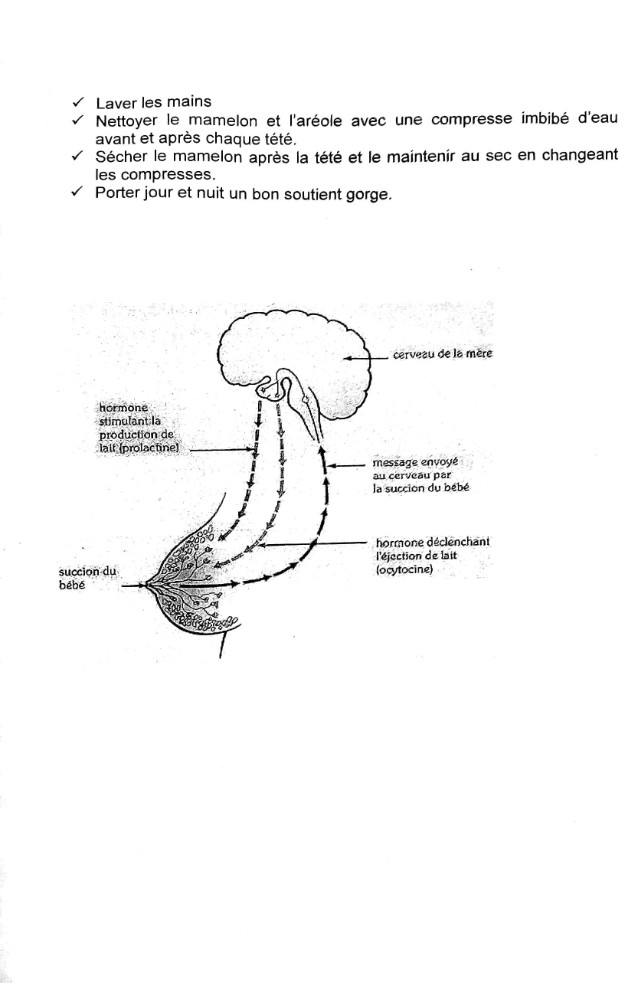 ✓ Laver les mains
✓ Nettoyer le mamelon et l'aréole avec une compresse imbibé d'eau
avant et après chaque tété.
✓ Sécher le mamelon après la tété et le maintenir au sec en changeant
les compresses.
✓ Porter jour et nuit un bon soutient gorge.
cerveau de la mère
hormone
stimulant la
production de
lait (prolactine)
message envoyé
au cerveau par
la succion du bébé
hormone déclenchant
l'éjection de lait
(ocytocine)
succion du
bébé